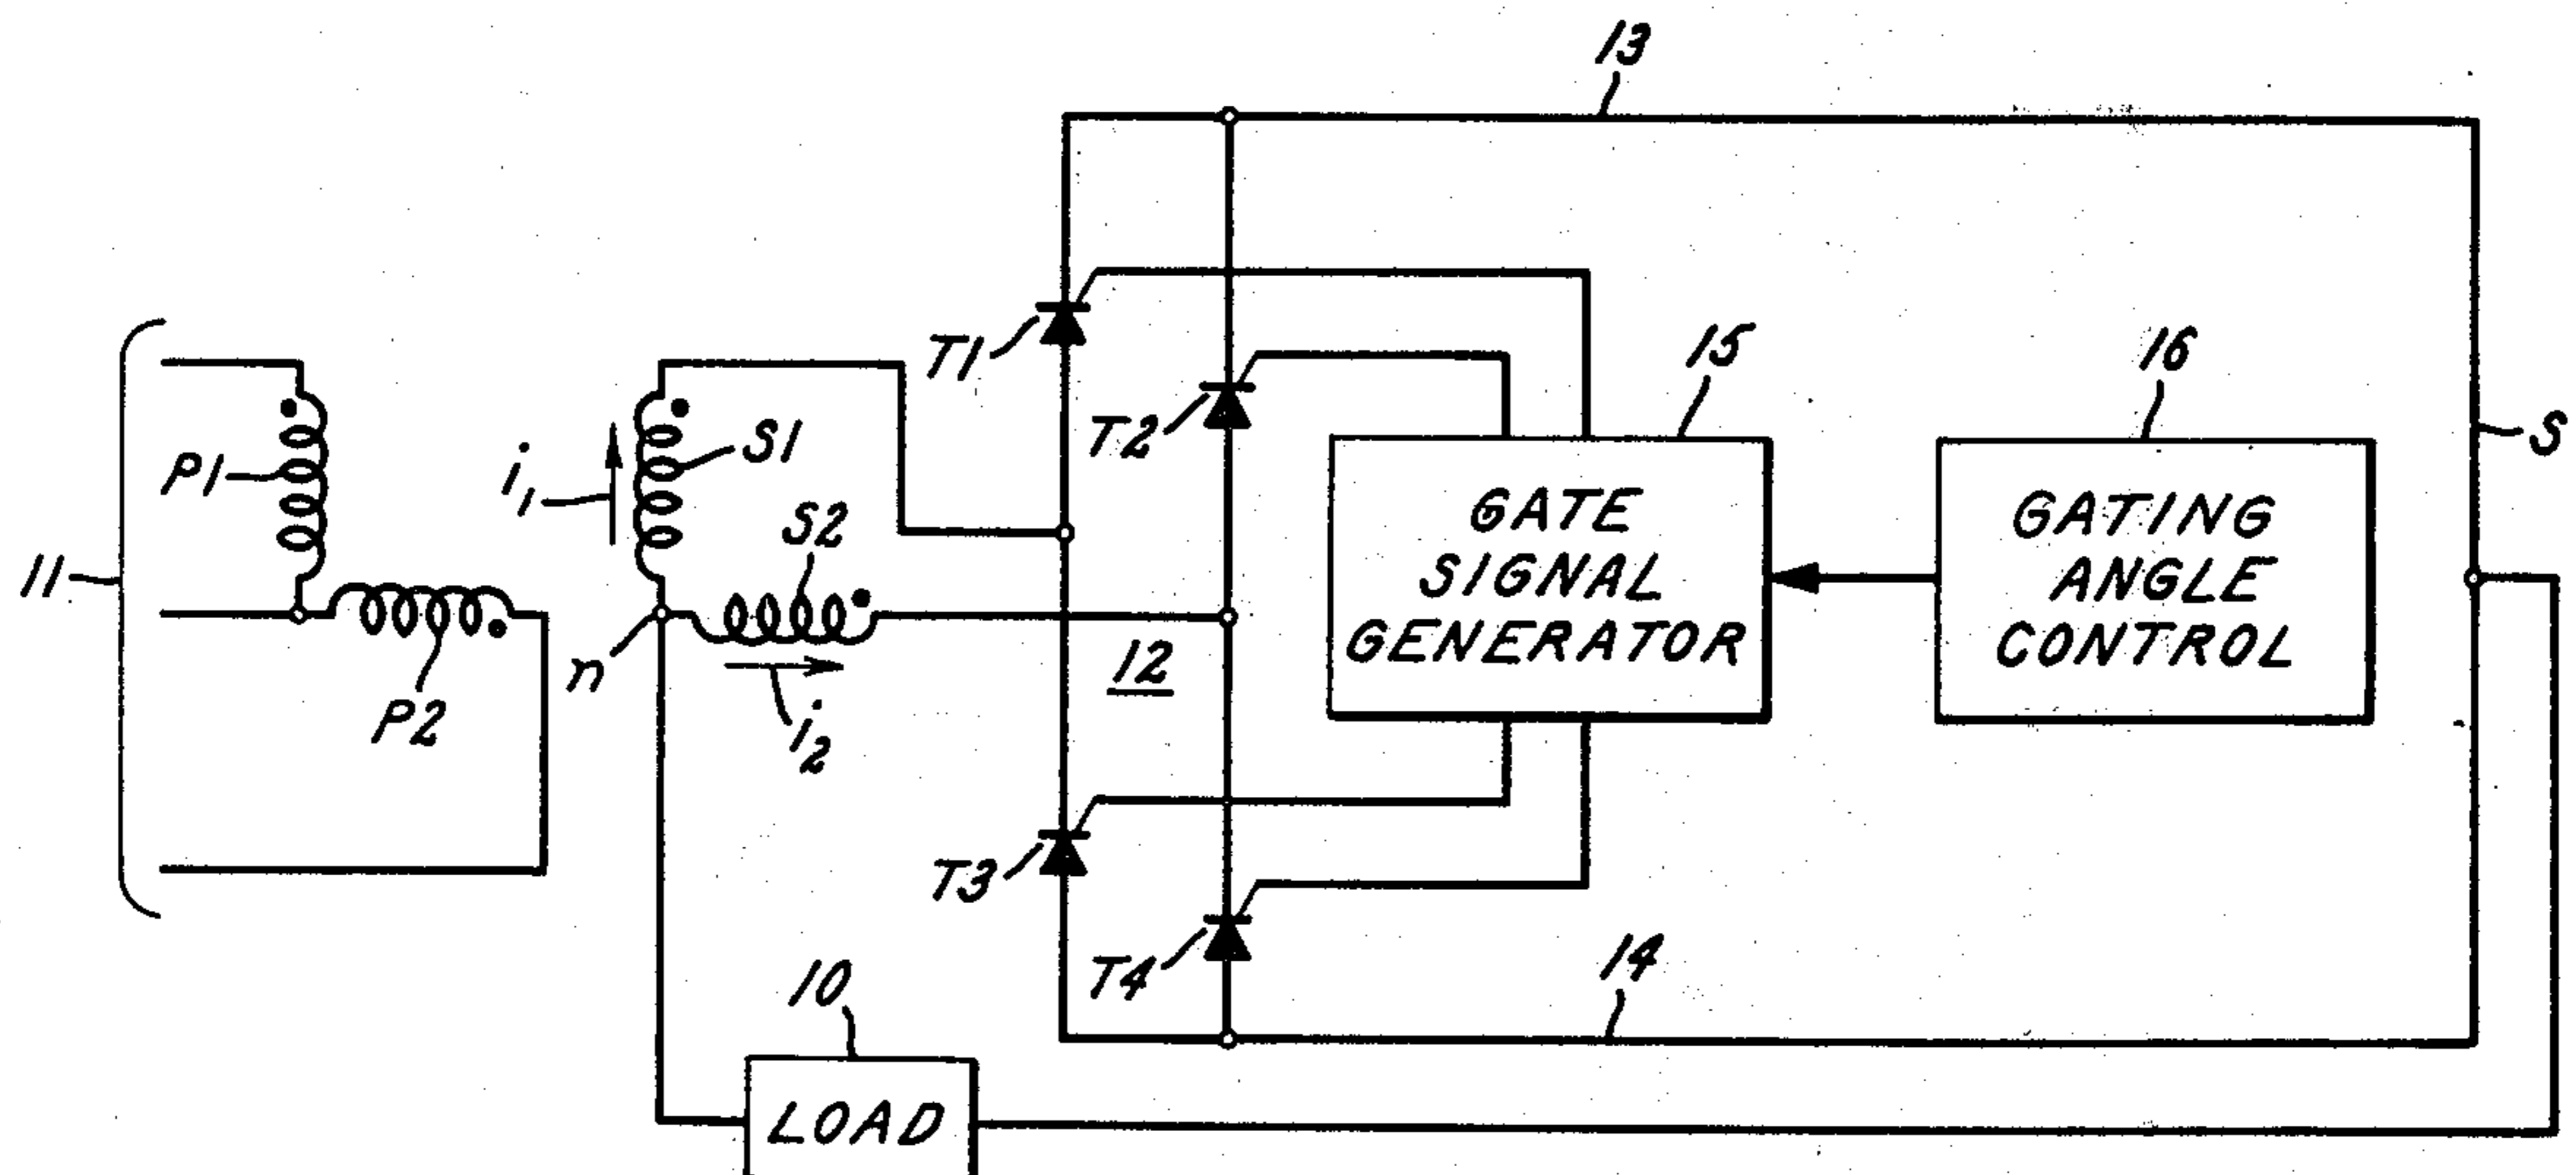 13
T1
15
16
T2
S
P1
S1
i1
GATE
SIGNAL
GENERATOR
GATING
ANGLE
CONTROL
S2
11
n
12
P2
i2
T3
T4
14
10
LOAD